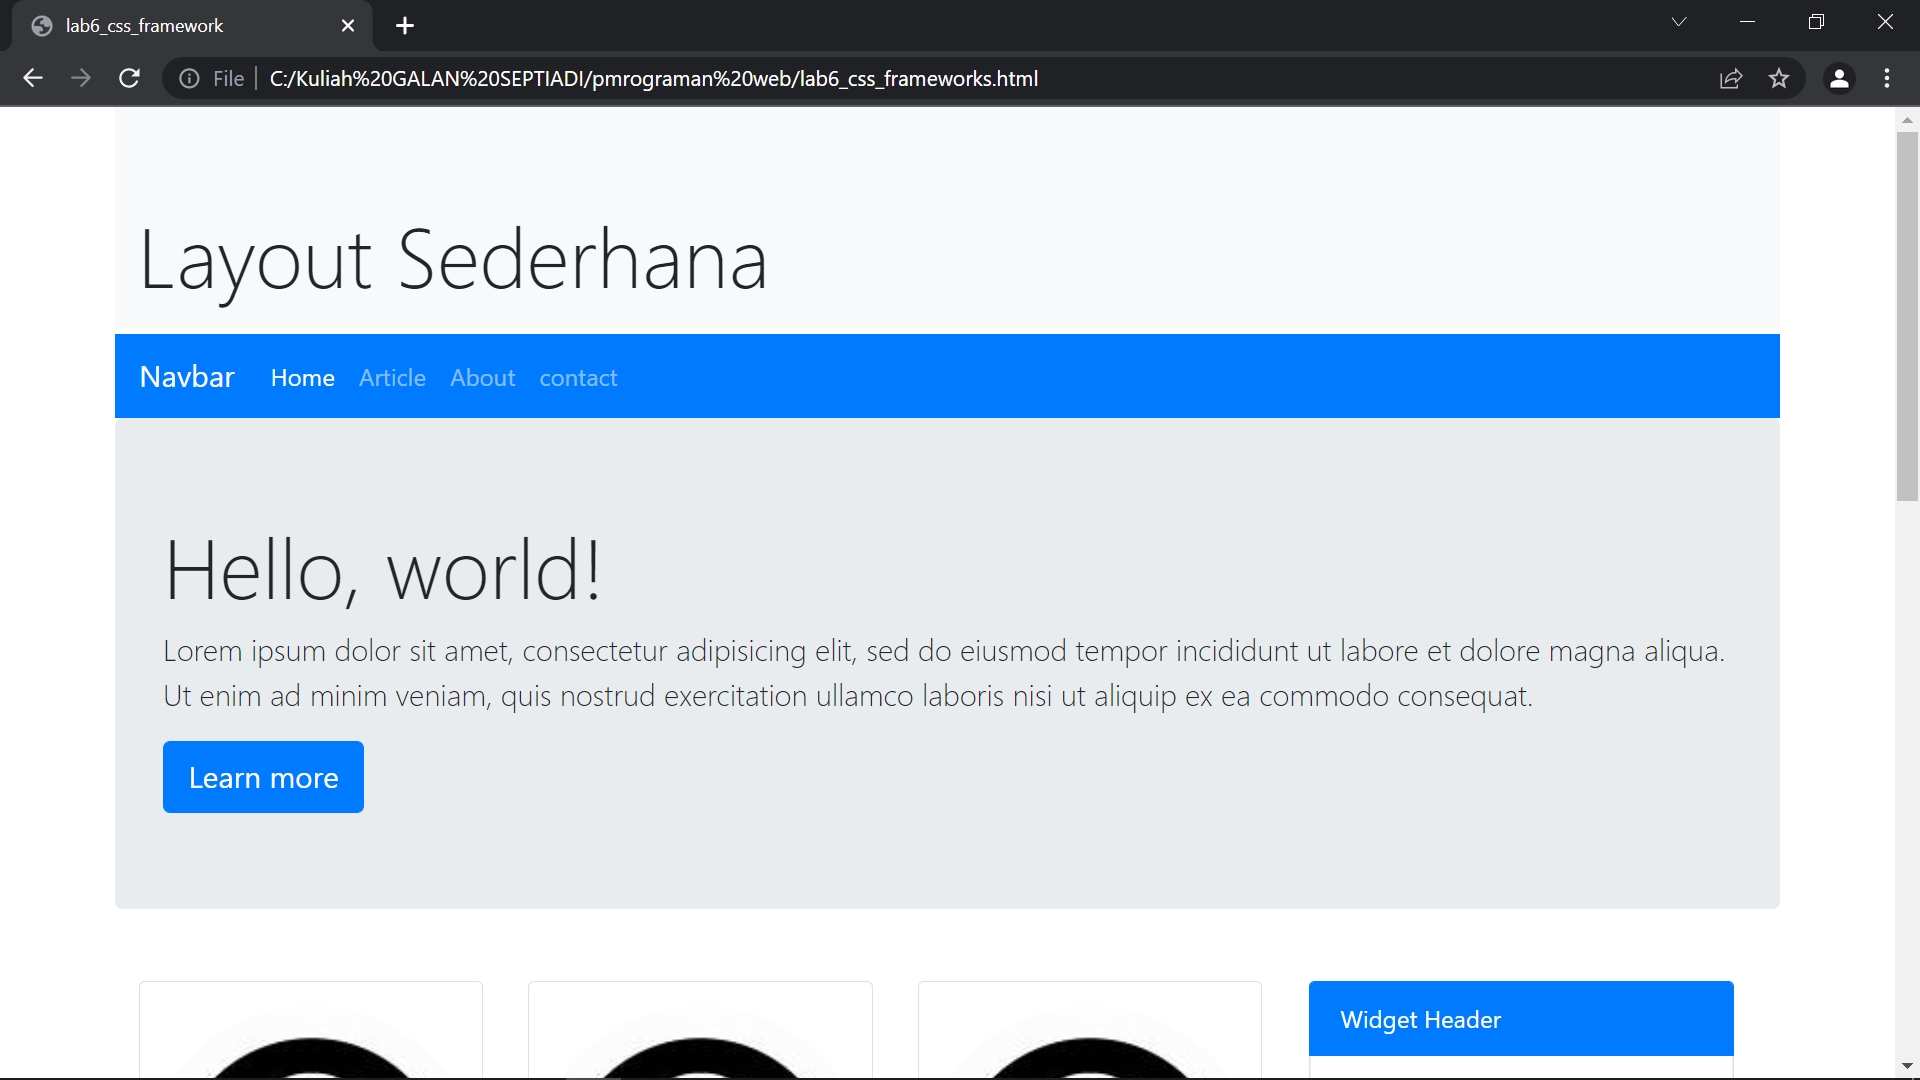 lab6_css_framework
File
C:/Kuliah%20GALAN%20SEPTIADI/pmrograman%20web/lab6_css_frameworks.html
Layout Sederhana
Navbar Home Article About contact
Hello, world!
Lorem ipsum dolor sit amet, consectetur adipisicing elit, sed do eiusmod tempor incididunt ut labore et dolore magna aliqua.
Ut enim ad minim veniam, quis nostrud exercitation ullamco laboris nisi ut aliquip ex ea commodo consequat.
Learn more
Widget Header